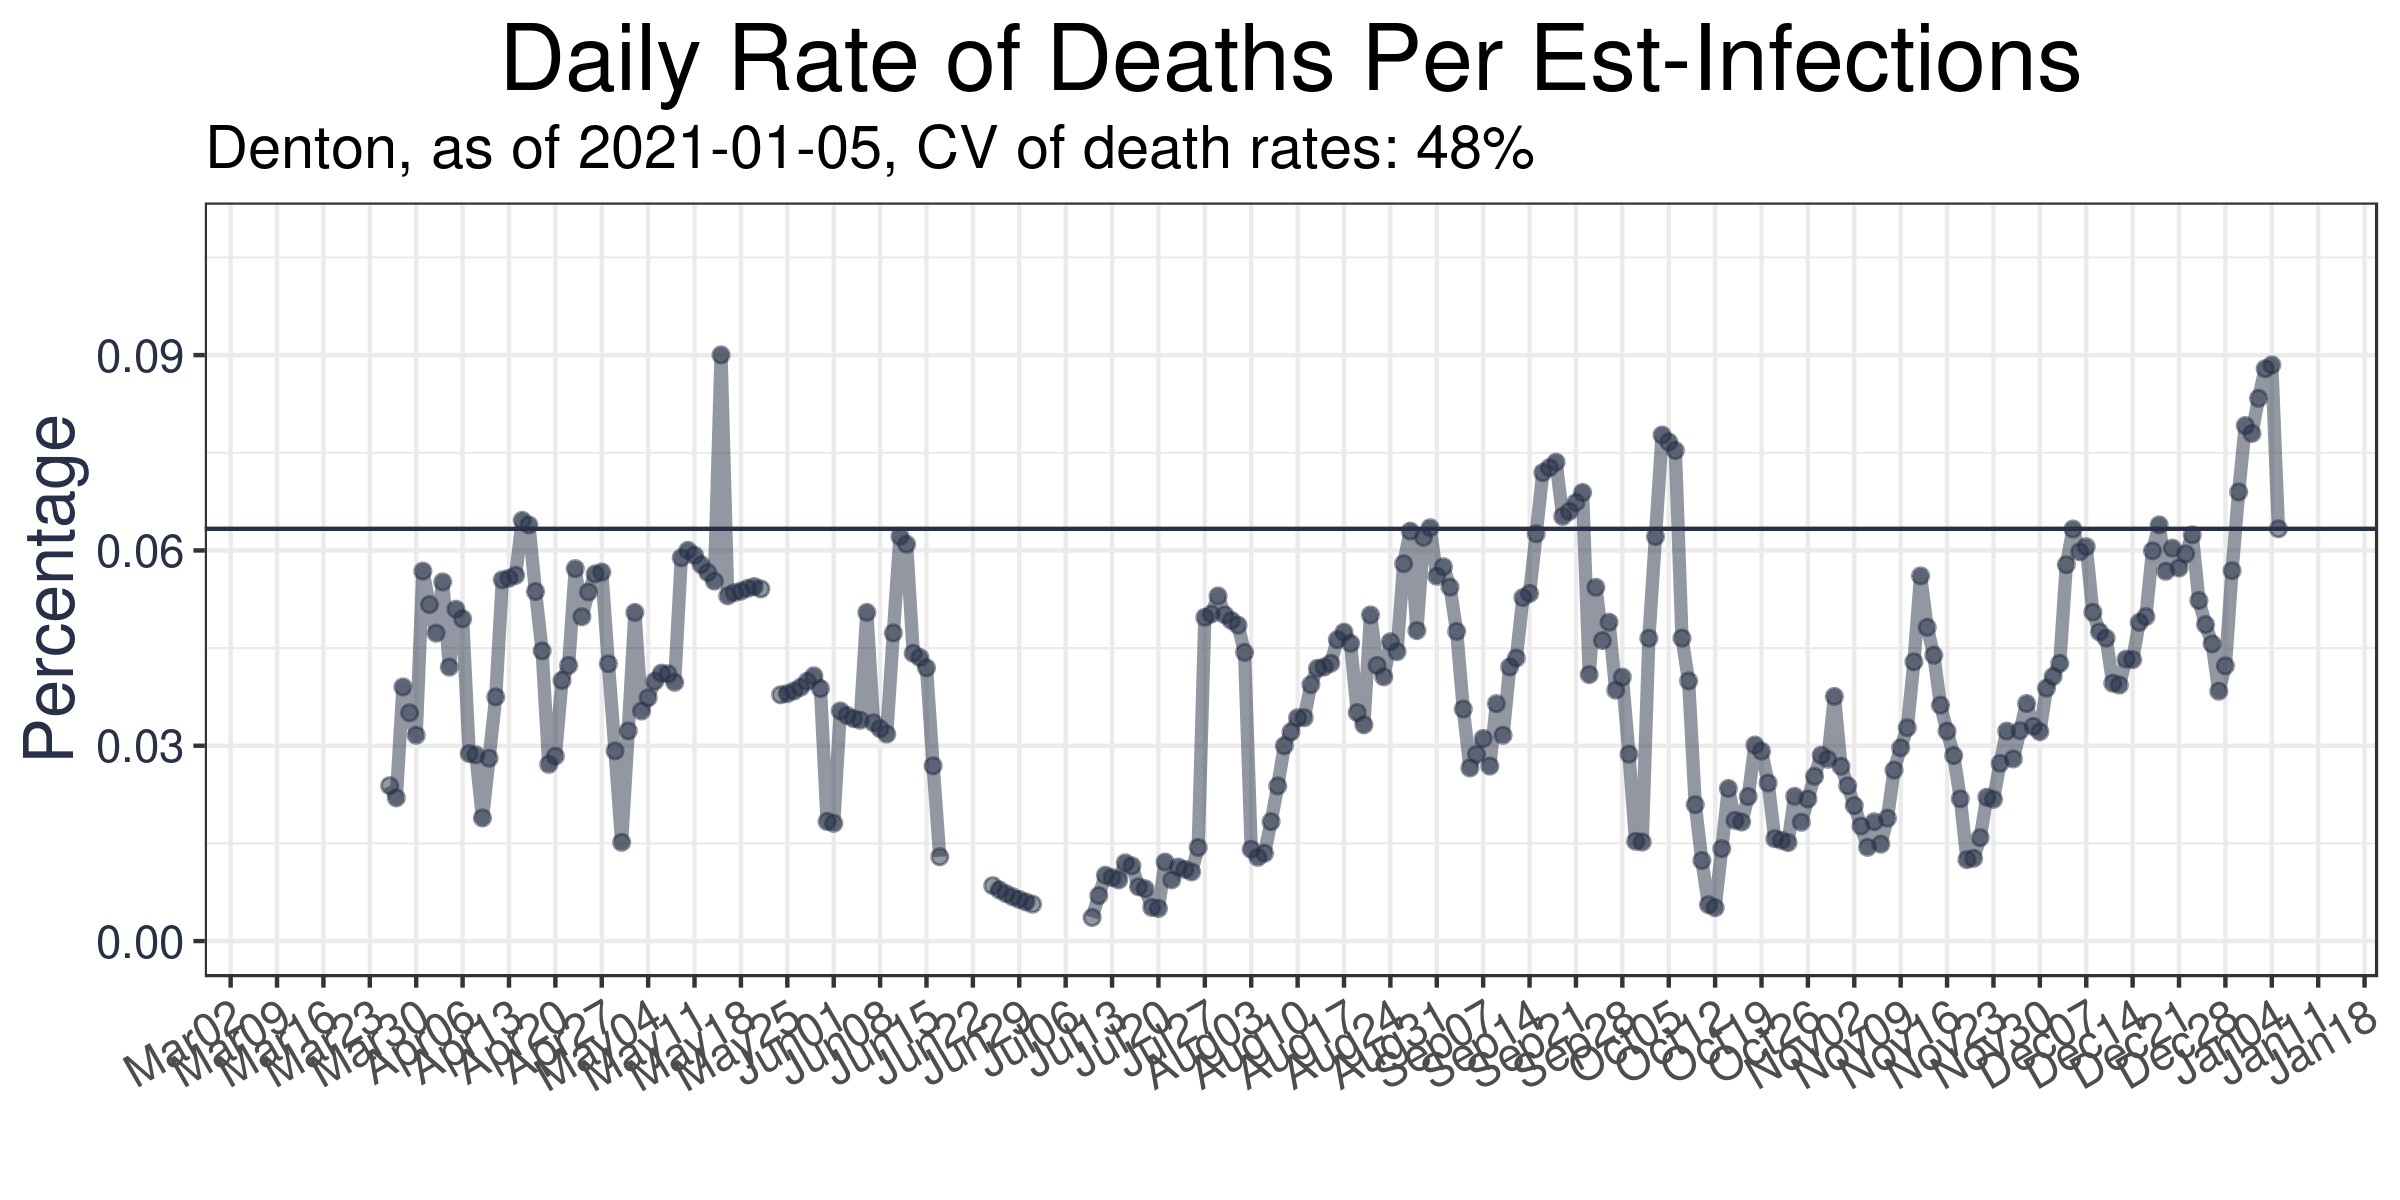 Daily Rate of Deaths Per Est-Infections
Denton, as of 2021-01-05, CV of death rates: 48%
Percentage
0.09
0.06
0.03
0.00
Mar02
Mar09
Mar16
Mar23
Mar30
Apr06
Apr13
Apr20
Apr27
May04
May11
May18
May25
Jun01
Jun08
Jun15
Jun22
Jun29
Jul06
Jul13
Jul20
Jul27
Aug03
Aug10
Aug17
Aug24
Aug31
Sep07
Sep14
Sep21
Sep28
Oct05
Oct12
Oct19
Oct26
Nov02
Nov09
Nov16
Nov23
Nov30
Dec07
Dec14
Dec21
Dec28
Jan04
Jan11
Jan18